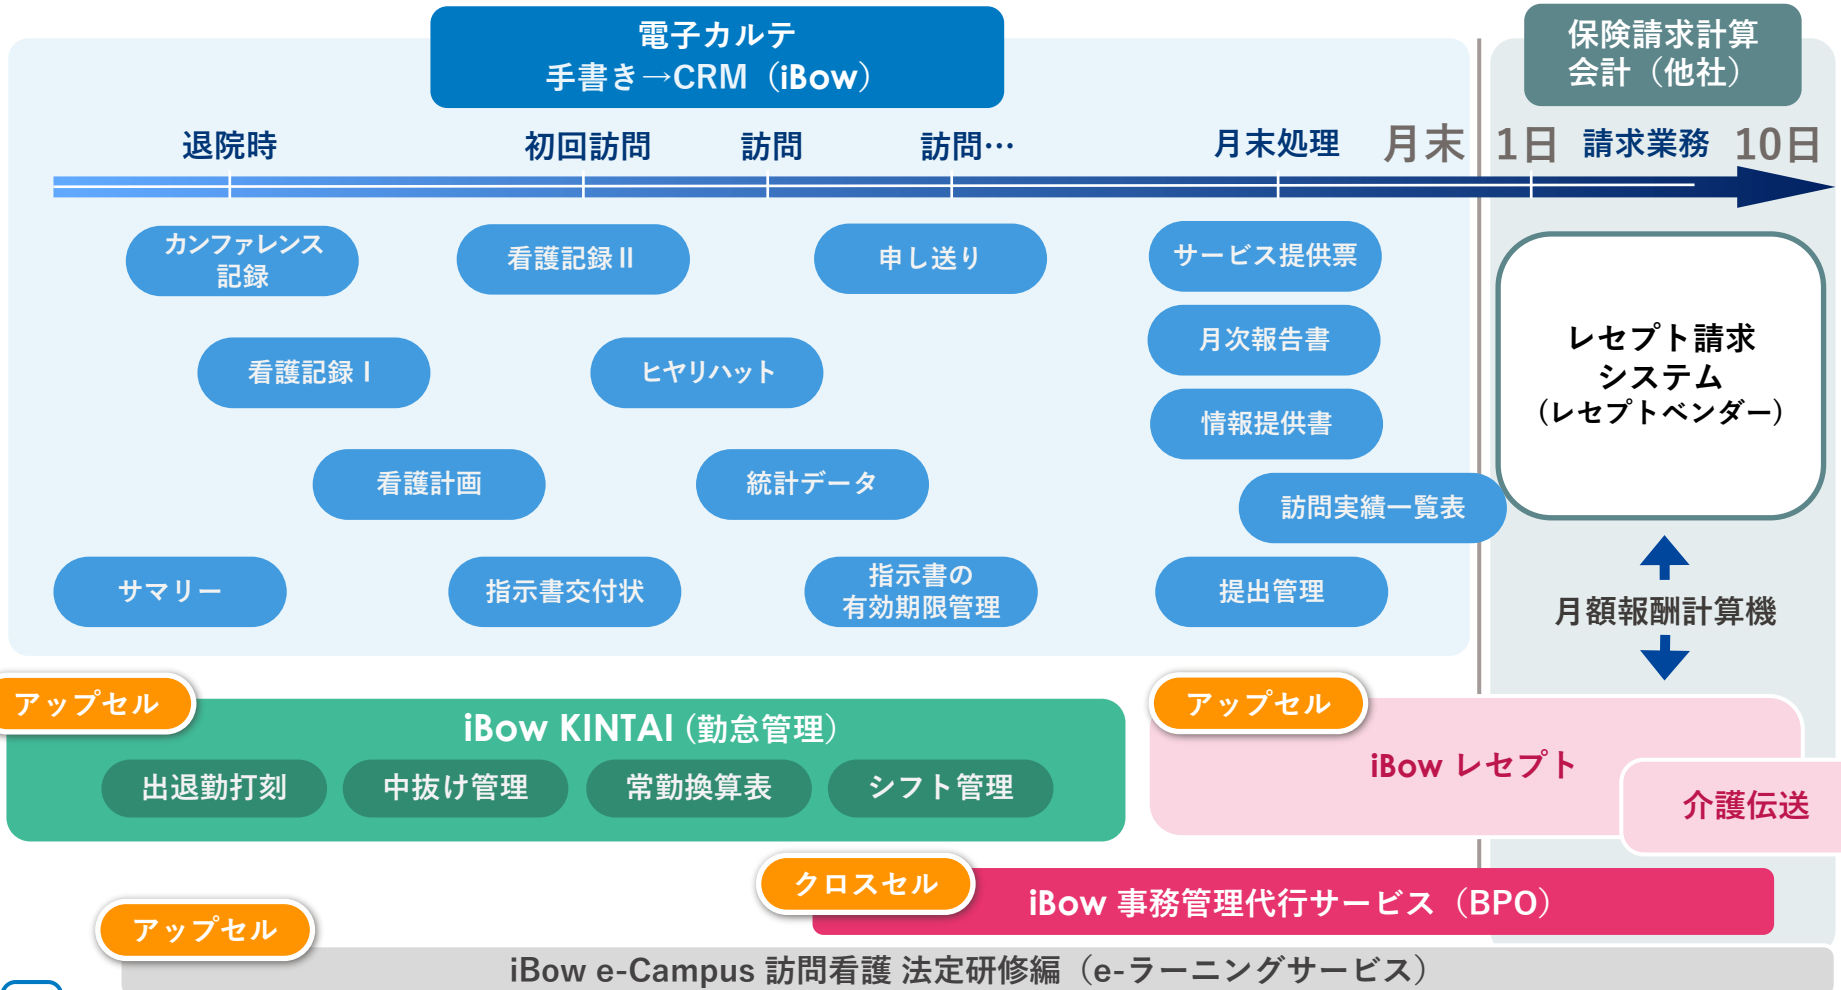 電子カルテ
手書き→CRM（iBow）
保険請求計算
会計（他社）
退院時
初回訪問
訪問
訪問…
月末処理
月末
1日
請求業務
10日
カンファレンス
記録
看護記録Ⅱ
申し送り
サービス提供票
看護記録Ⅰ
ヒヤリハット
月次報告書
レセプト請求
システム
（レセプトベンダー）
情報提供書
看護計画
統計データ
訪問実績一覧表
サマリー
指示書交付状
指示書の
有効期限管理
提出管理
月額報酬計算機
アップセル
iBow KINTAI（勤怠管理）
出退勤打刻
中抜け管理
常勤換算表
シフト管理
アップセル
iBow レセプト
介護伝送
クロスセル
iBow 事務管理代行サービス（BPO）
アップセル
iBow e-Campus 訪問看護 法定研修編（e-ラーニングサービス）